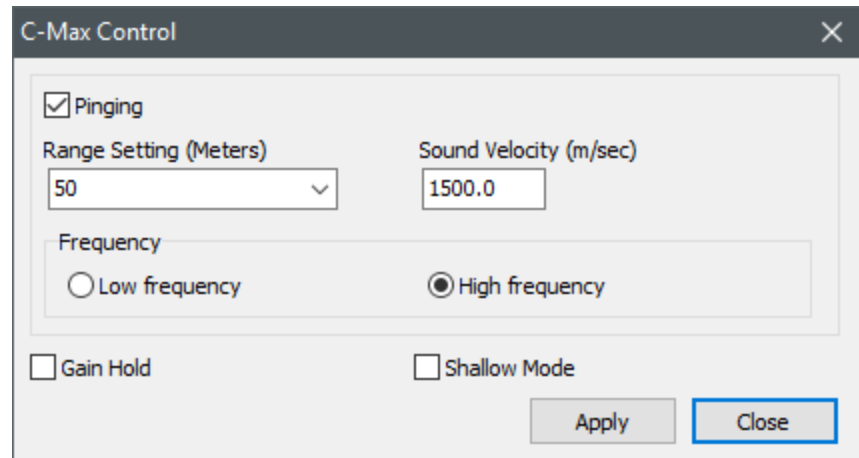 C-Max Control
Pinging
Range Setting (Meters) Sound Velocity (m/sec)
50 1500.0
Frequency
Low frequency High frequency
Gain Hold Shallow Mode
Apply Close